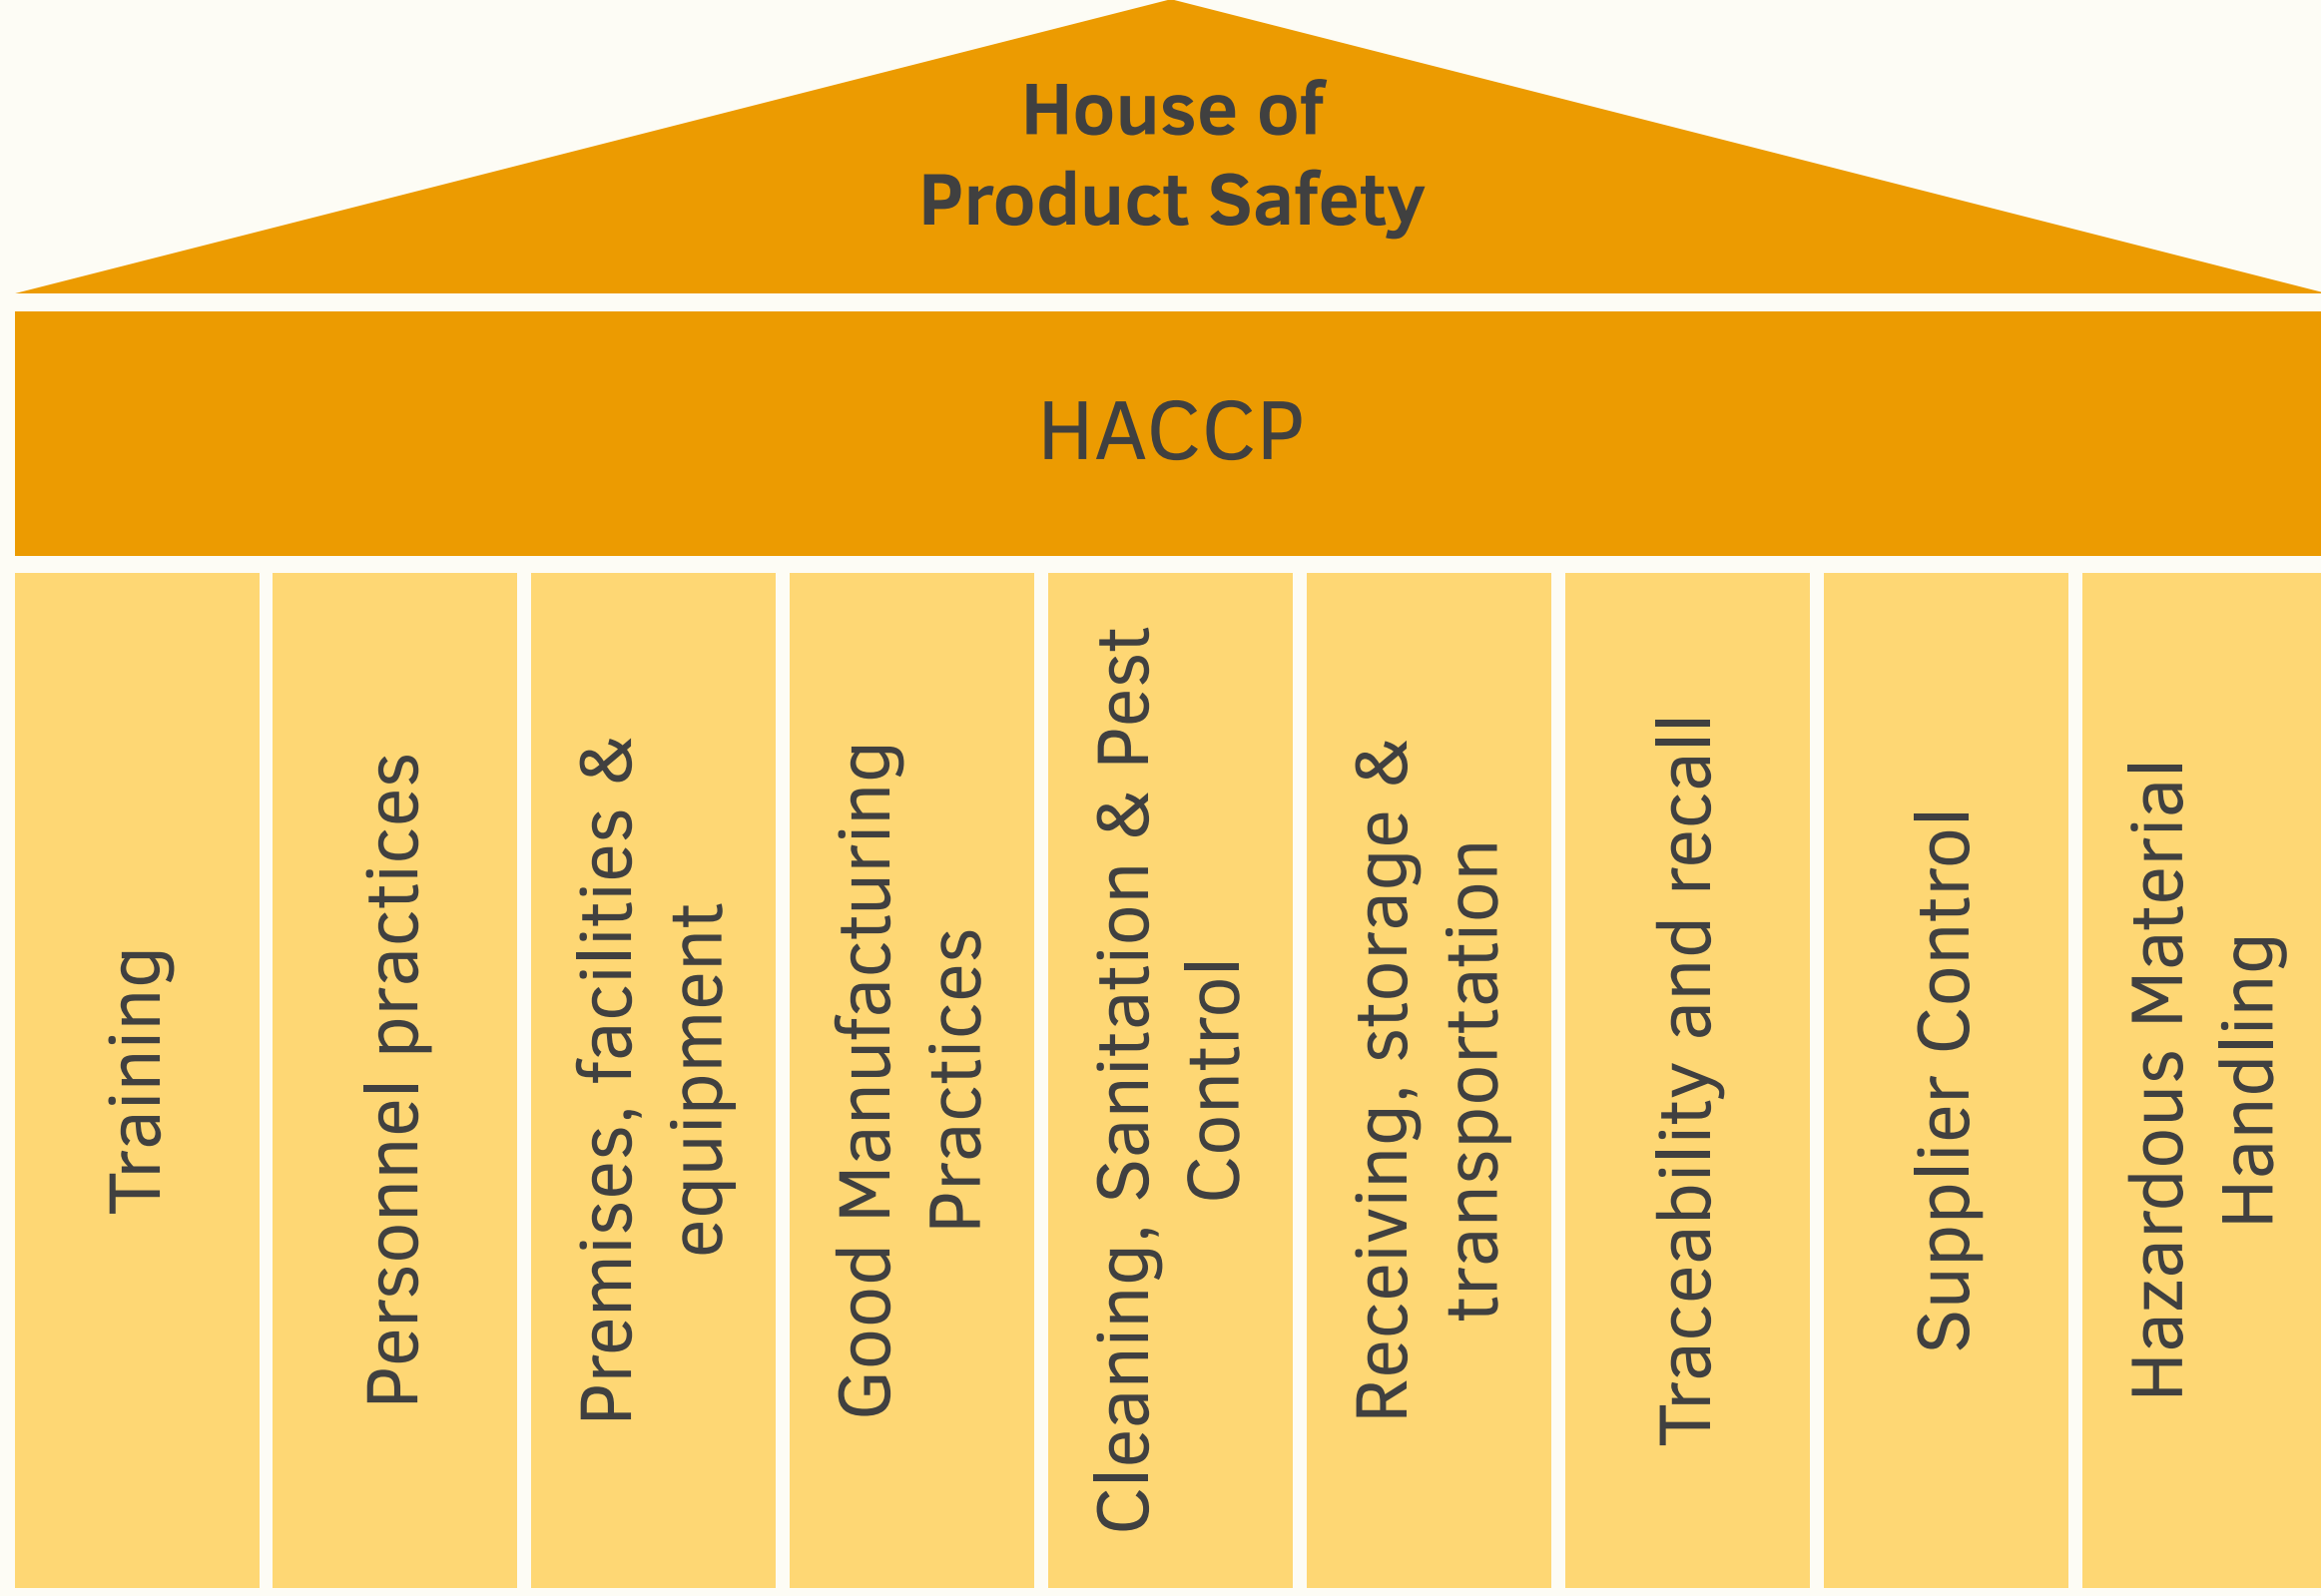 House of
Product Safety
HACCP
Training
Personnel practices
Premises, facilities &
equipment
Good Manufacturing
Practices
Cleaning, Sanitation & Pest
Control
Receiving, storage &
transportation
Traceability and recall
Supplier Control
Hazardous Material
Handling